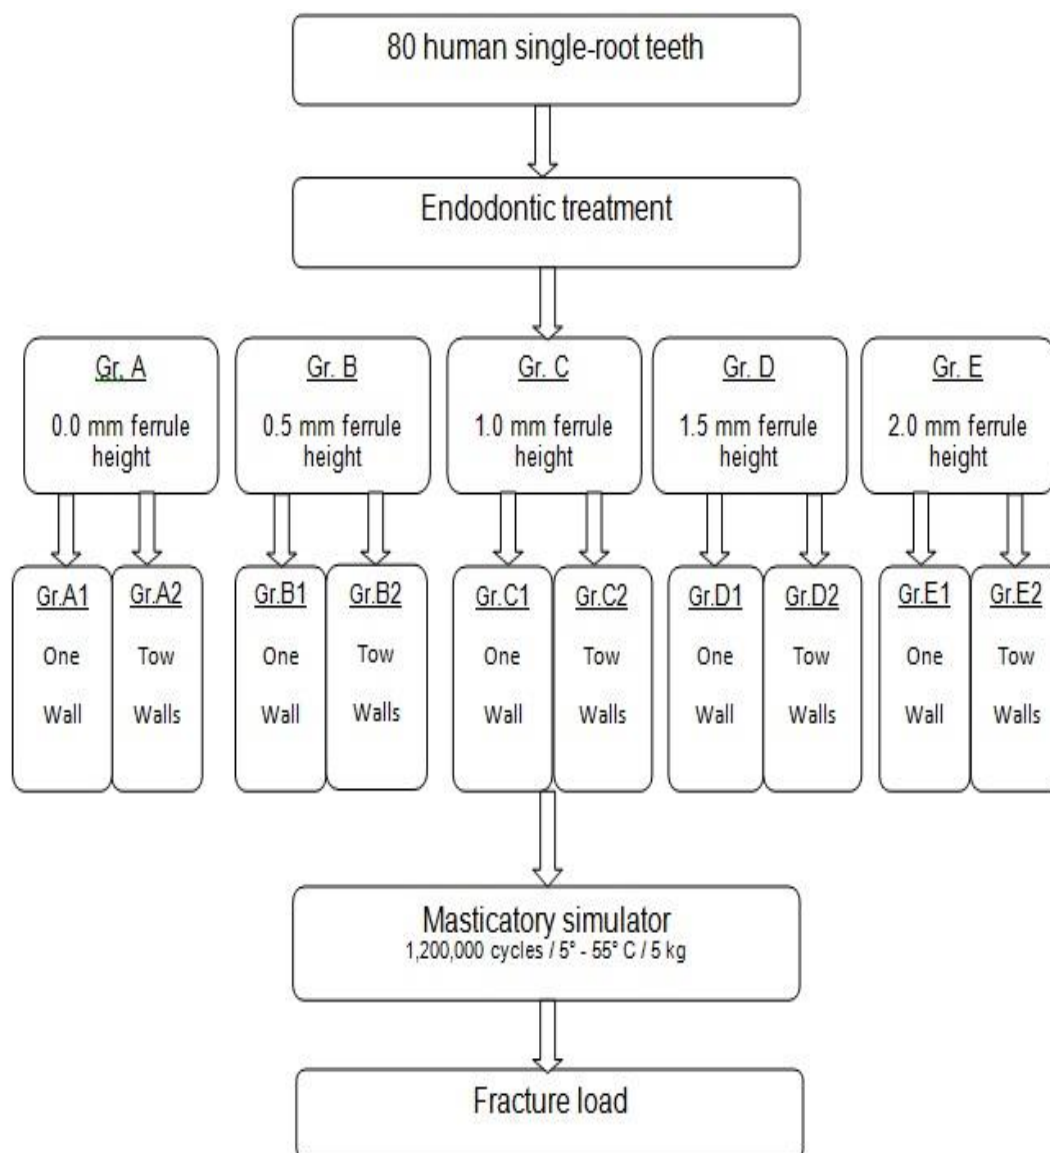 80 human single-root teeth
Endodontic treatment
Gr. A
0.0 mm ferrule
height
Gr. B
0.5 mm ferrule
height
Gr. C
1.0 mm ferrule
height
Gr. D
1.5 mm ferrule
height
Gr. E
2.0 mm ferrule
height
Gr.A1
One
Wall
Gr.A2
Tow
Walls
Gr.B1
One
Wall
Gr.B2
Tow
Walls
Gr.C1
One
Wall
Gr.C2
Tow
Walls
Gr.D1
One
Wall
Gr.D2
Tow
Walls
Gr.E1
One
Wall
Gr.E2
Tow
Walls
Masticatory simulator
1,200,000 cycles / 5° - 55° C / 5 kg
Fracture load